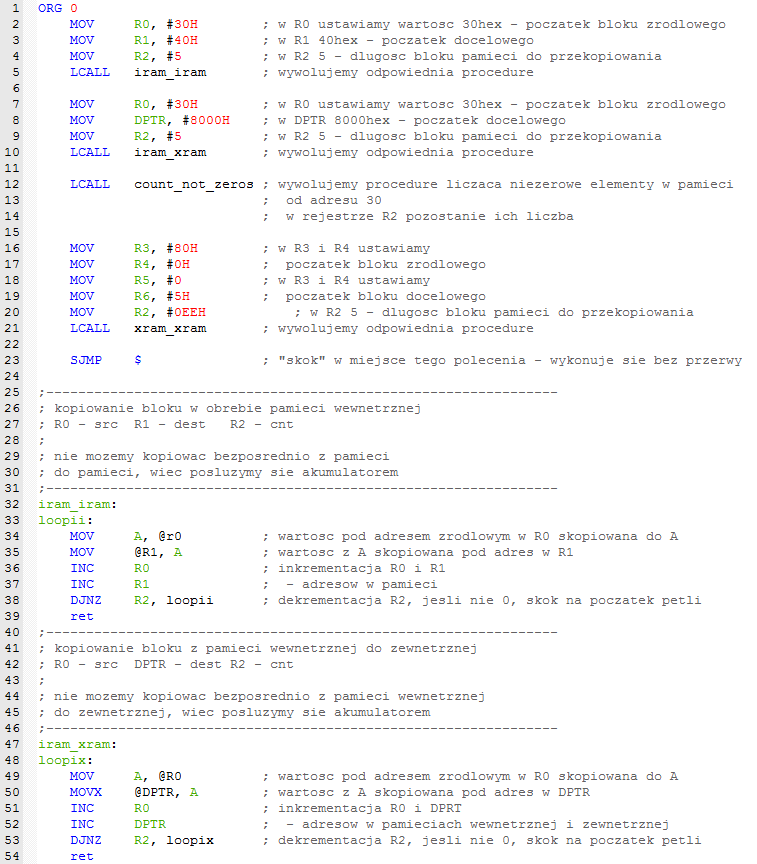 1 ORG 0
2 MOV R0, #30H ; w R0 ustawiamy wartosc 30hex - poczatek bloku zrodlowego
3 MOV R1, #40H ; w R1 40hex - poczatek docelowego
4 MOV R2, #5 ; w R2 5 - dlugosc bloku pamieci do przekopiowania
5 LCALL iram_iram ; wywolujemy odpowiednia procedure
6
7 MOV R0, #30H ; w R0 ustawiamy wartosc 30hex - poczatek bloku zrodlowego
8 MOV DPTR, #8000H ; w DPTR 8000hex - poczatek docelowego
9 MOV R2, #5 ; w R2 5 - dlugosc bloku pamieci do przekopiowania
10 LCALL iram_xram ; wywolujemy odpowiednia procedure
11
12 LCALL count_not_zeros ; wywolujemy procedure liczaca niezerowe elementy w pamieci
13 ; od adresu 30
14 ; w rejestrze R2 pozostanie ich liczba
15
16 MOV R3, #80H ; w R3 i R4 ustawiamy
17 MOV R4, #0H ; poczatek bloku zrodlowego
18 MOV R5, #0 ; w R3 i R4 ustawiamy
19 MOV R6, #5H ; poczatek bloku docelowego
20 MOV R2, #0EEH ; w R2 5 - dlugosc bloku pamieci do przekopiowania
21 LCALL xram_xram ; wywolujemy odpowiednia procedure
22
23 SJMP $ ; "skok" w miejsce tego polecenia - wykonuje sie bez przerwy
24
25 ;----------------------------------------------------------------
26 ; kopiowanie bloku w obrebie pamieci wewnetrznej
27 ; R0 - src R1 - dest R2 - cnt
28 ;
29 ; nie mozemy kopiowac bezposrednio z pamieci
30 ; do pamieci, wiec posluzymy sie akumulatorem
31 ;----------------------------------------------------------------
32 iram_iram:
33 loopii:
34 MOV A, @r0 ; wartosc pod adresem zrodlowym w R0 skopiowana do A
35 MOV @R1, A ; wartosc z A skopiowana pod adres w R1
36 INC R0 ; inkrementacja R0 i R1
37 INC R1 ; - adresow w pamieci
38 DJNZ R2, loopii ; dekrementacja R2, jesli nie 0, skok na poczatek petli
39 ret
40 ;----------------------------------------------------------------
41 ; kopiowanie bloku z pamieci wewnetrznej do zewnetrznej
42 ; R0 - src DPTR - dest R2 - cnt
43 ;
44 ; nie mozemy kopiowac bezposrednio z pamieci wewnetrznej
45 ; do zewnetrznej, wiec posluzymy sie akumulatorem
46 ;----------------------------------------------------------------
47 iram_xram:
48 loopix:
49 MOV A, @R0 ; wartosc pod adresem zrodlowym w R0 skopiowana do A
50 MOVX @DPTR, A ; wartosc z A skopiowana pod adres w DPTR
51 INC R0 ; inkrementacja R0 i DPRT
52 INC DPTR ; - adresow w pamieciach wewnetrznej i zewnetrznej
53 DJNZ R2, loopix ; dekrementacja R2, jesli nie 0, skok na poczatek petli
54 ret